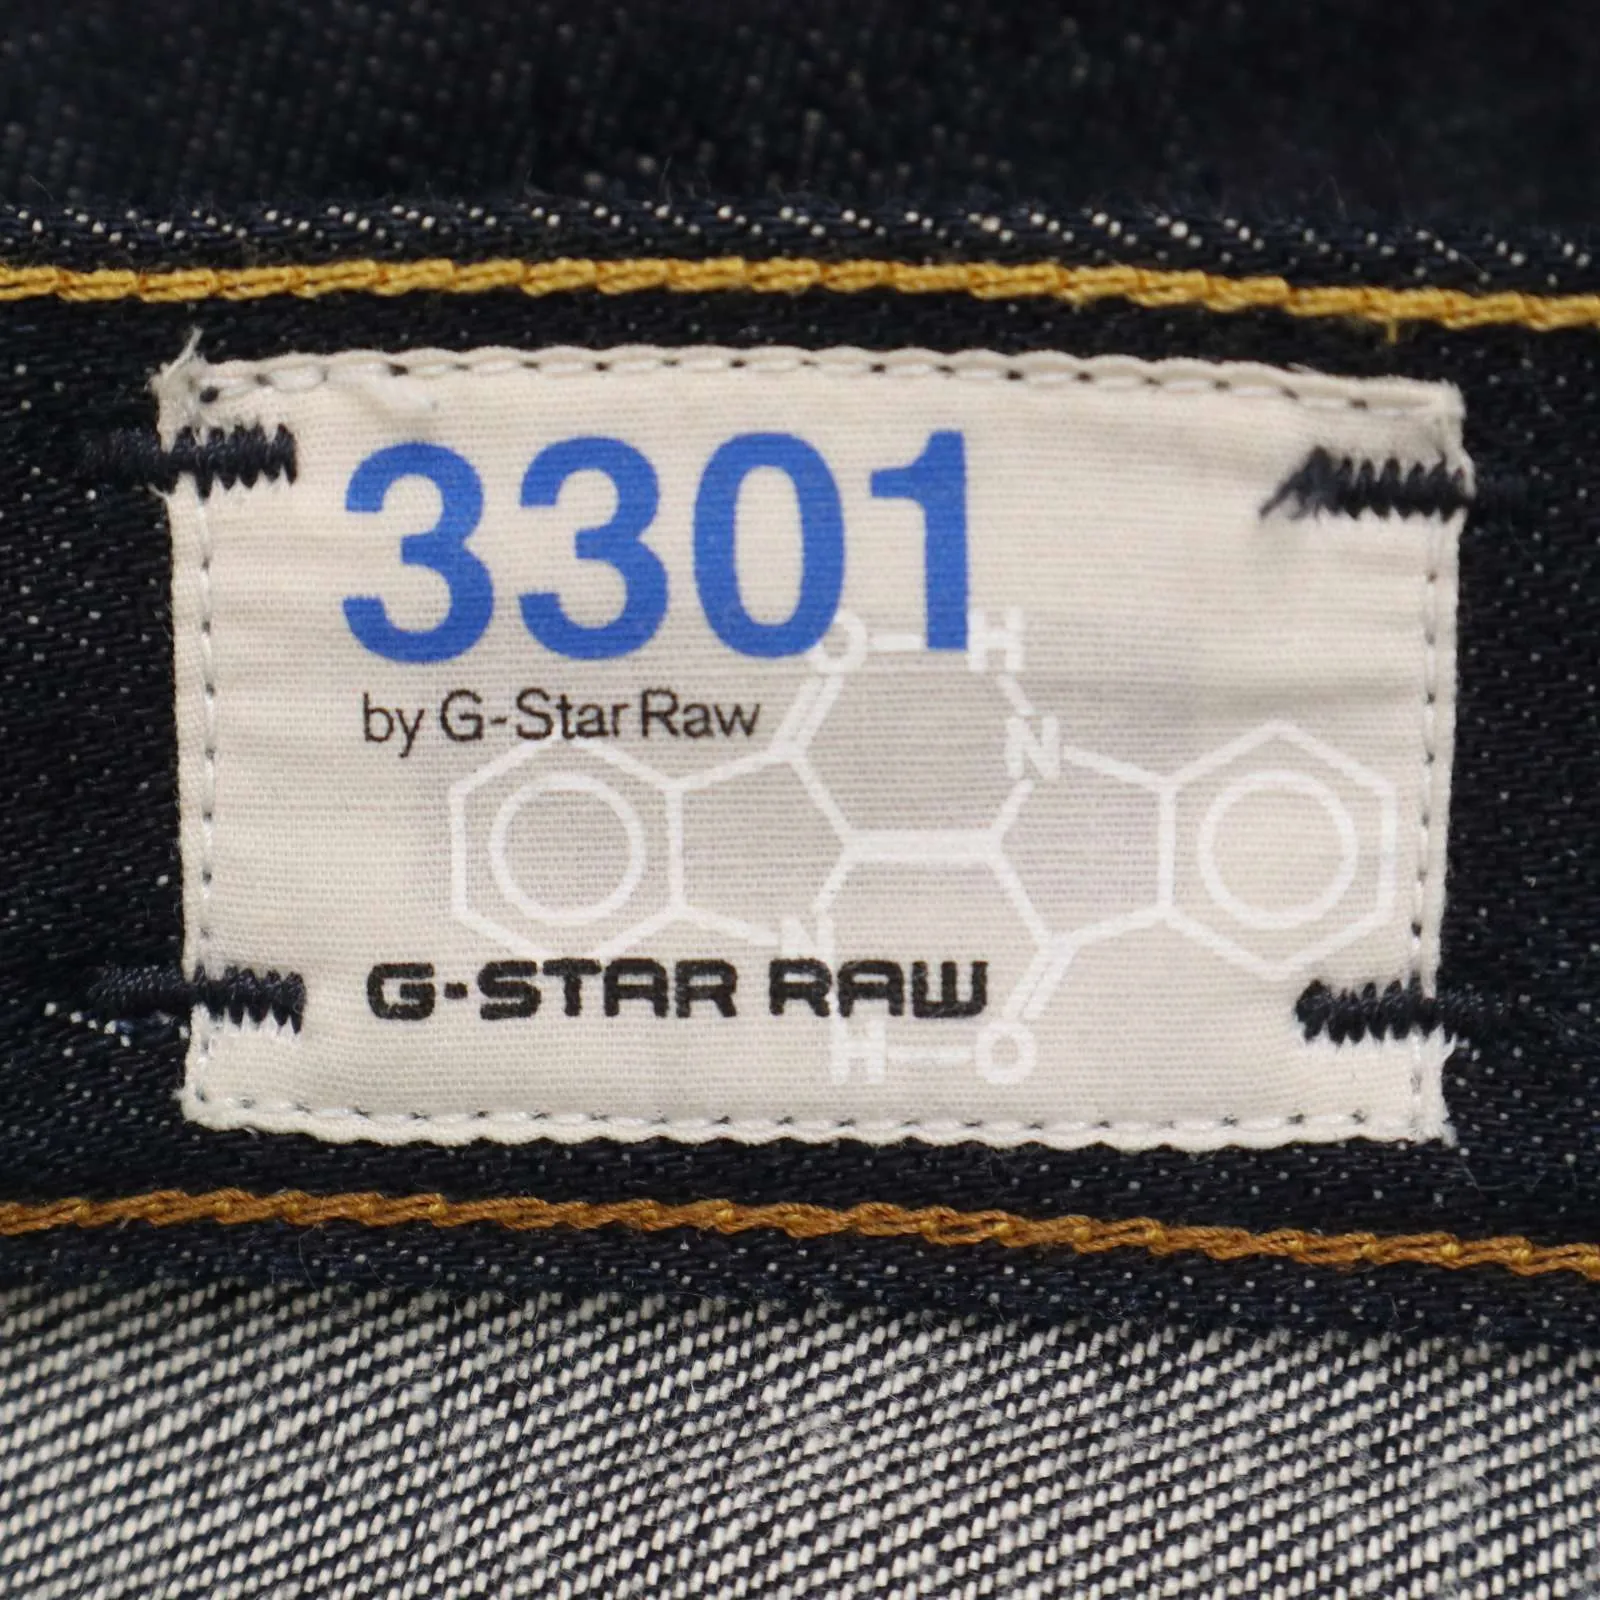 3301
by G-Star Raw
O H
N
N
G-STAR RAW
H O